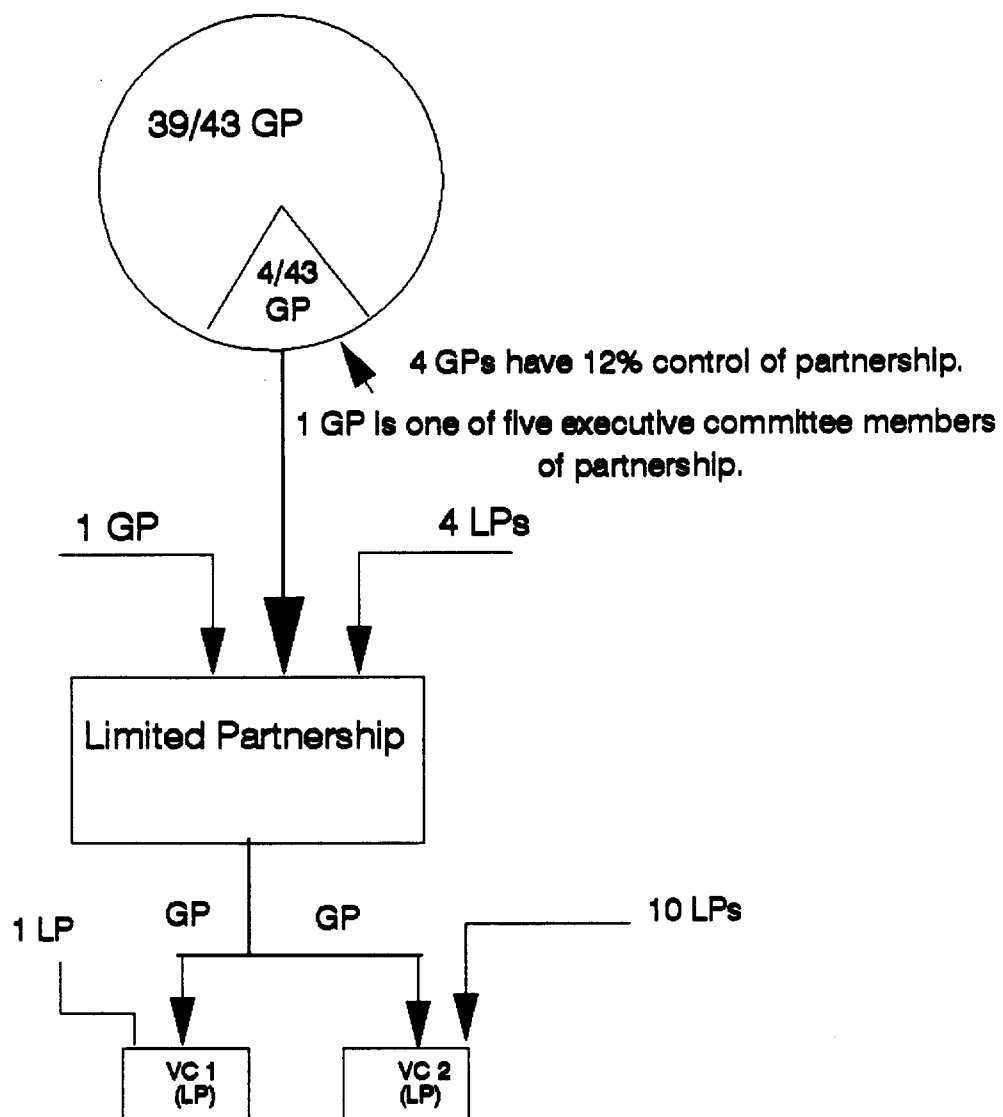 39/43 GP
4/43
GP
4 GPs have 12% control of partnership.
1 GP is one of five executive committee members
of partnership.
1 GP
4 LPs
Limited Partnership
1 LP
GP
GP
10 LPs
VC 1
(LP)
VC 2
(LP)